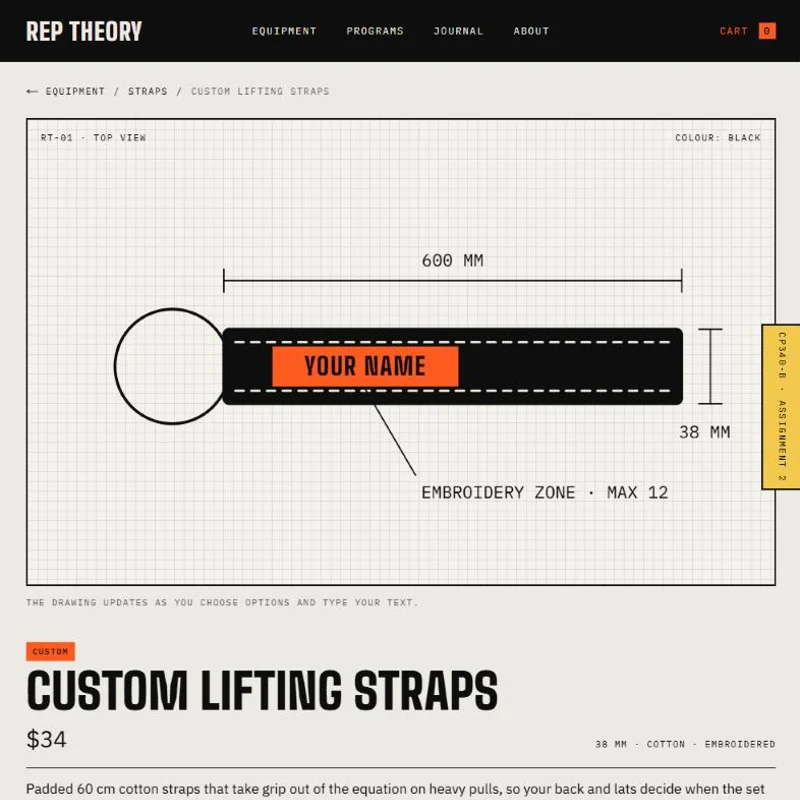 REP THEORY
EQUIPMENT PROGRAMS JOURNAL ABOUT
CART 0
← EQUIPMENT / STRAPS / CUSTOM LIFTING STRAPS
RT-01 · TOP VIEW
COLOUR: BLACK
600 MM
YOUR NAME
38 MM
EMBROIDERY ZONE · MAX 12
CP340-B · ASSIGNMENT 2
THE DRAWING UPDATES AS YOU CHOOSE OPTIONS AND TYPE YOUR TEXT.
CUSTOM
CUSTOM LIFTING STRAPS
$34
38 MM · COTTON · EMBROIDERED
Padded 60 cm cotton straps that take grip out of the equation on heavy pulls, so your back and lats decide when the set